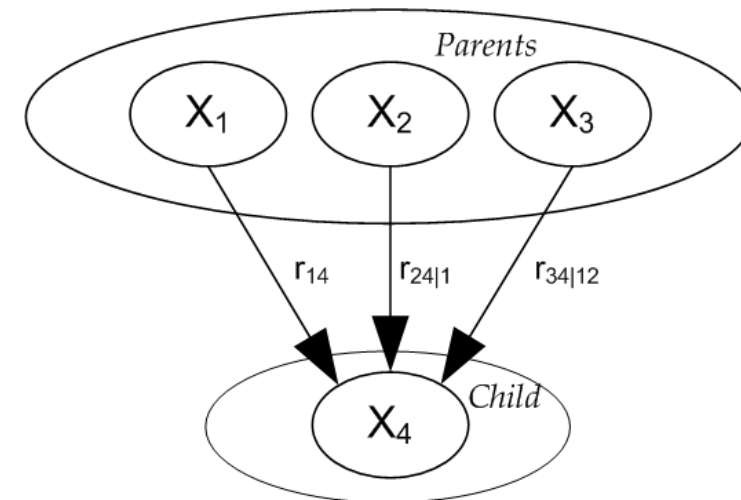 Parents
X₁ X₂ X₃
r₁₄ r₂₄|₁ r₃₄|₁₂
Child
X₄